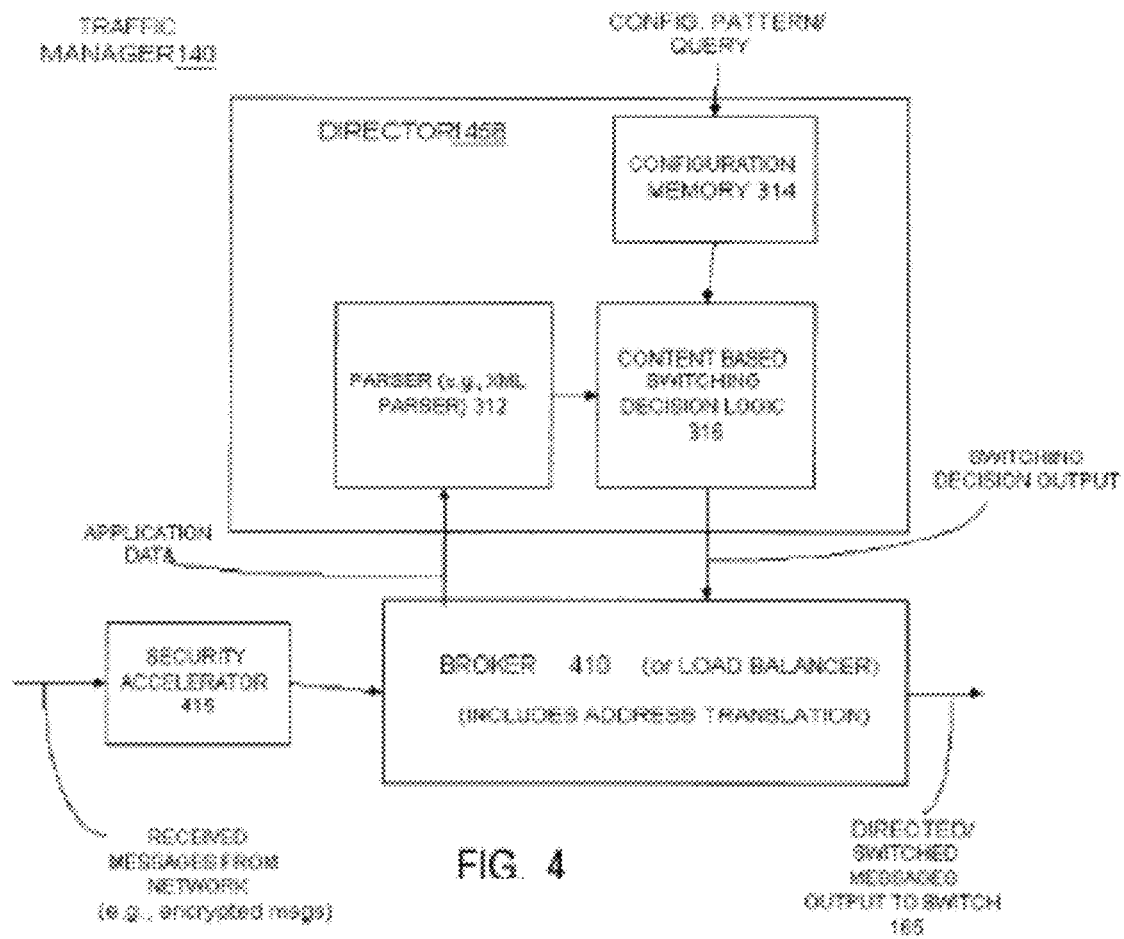 TRAFFIC
MANAGER 140
CONFIG. PATTERN/
QUERY
DIRECTOR 145B
CONFIGURATION
MEMORY 314
PARSER (e.g., XML
PARSER) 312
CONTENT BASED
SWITCHING
DECISION LOGIC
316
SWITCHING
DECISION OUTPUT
APPLICATION
DATA
SECURITY
ACCELERATOR
415
BROKER 410 (or LOAD BALANCER)
(INCLUDES ADDRESS TRANSLATION)
RECEIVED
MESSAGES FROM
NETWORK
(e.g., encrypted msgs)
FIG. 4
DIRECTED/
SWITCHED
MESSAGED
OUTPUT TO SWITCH
165